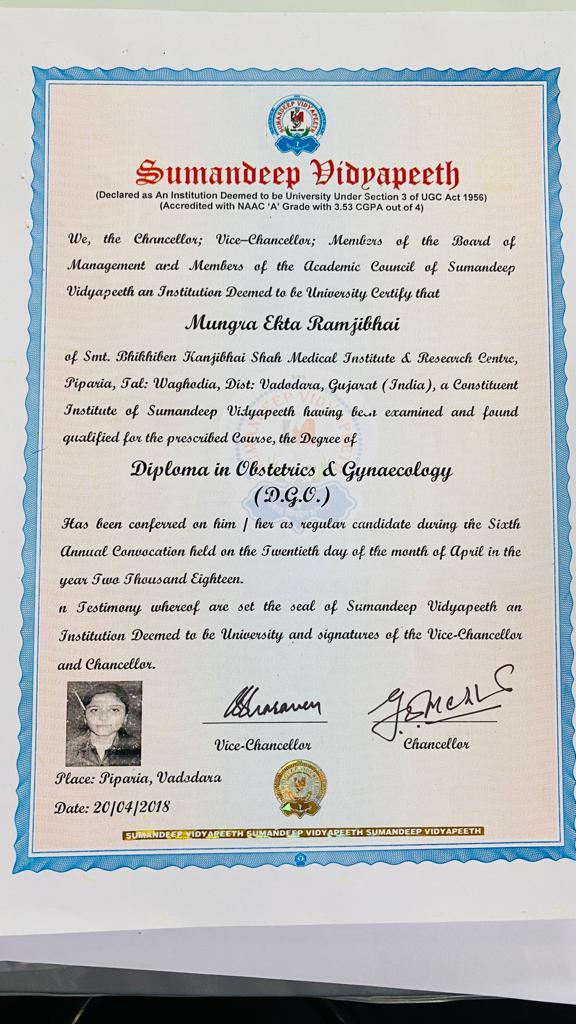 SUMANDEEP VIDYAPEETH
Sumandeep Vidyapeeth
(Declared as An Institution Deemed to be University Under Section 3 of UGC Act 1956)
(Accredited with NAAC 'A' Grade with 3.53 CGPA out of 4)
We, the Chancellor; Vice–Chancellor; Members of the Board of
Management and Members of the Academic Council of Sumandeep
Vidyapeeth an Institution Deemed to be University Certify that
Mungra Ekta Ramjibhai
of Smt. Bhikhiben Kanjibhai Shah Medical Institute & Research Centre,
Piparia, Tal: Waghodia, Dist: Vadodara, Gujarat (India), a Constituent
Institute of Sumandeep Vidyapeeth having been examined and found
qualified for the prescribed Course, the Degree of
Diploma in Obstetrics & Gynaecology
(D.G.O.)
Has been conferred on him / her as regular candidate during the Sixth
Annual Convocation held on the Twentieth day of the month of April in the
year Two Thousand Eighteen.
n Testimony whereof are set the seal of Sumandeep Vidyapeeth an
Institution Deemed to be University and signatures of the Vice-Chancellor
and Chancellor.
Vice-Chancellor
Chancellor
Place: Piparia, Vadodara
Date: 20/04/2018
SUMANDEEP VIDYAPEETH SUMANDEEP VIDYAPEETH SUMANDEEP VIDYAPEETH